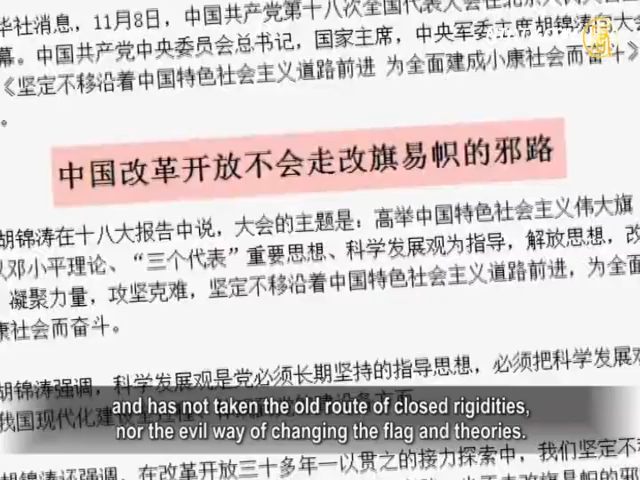 华社消息，11月8日，中国共产党第十八次全国代表大会在北京
幕。中国共产党中央委员会总书记，国家主席，中央军委主席胡锦涛
《坚定不移沿着中国特色社会主义道路前进 为全面建成小康社会而奋斗》
。
中国改革开放不会走改旗易帜的邪路
胡锦涛在十八大报告中说，大会的主题是：高举中国特色社会主义伟大旗
以邓小平理论、“三个代表”重要思想、科学发展观为指导，解放思想，改
，凝聚力量，攻坚克难，坚定不移沿着中国特色社会主义道路前进，为全面
康社会而奋斗。
胡锦涛强调，科学发展观是党必须长期坚持的指导思想，必须把科学发展观
我国现代化建设
and has not taken the old route of closed rigidities,
nor the evil way of changing the flag and theories.
胡锦涛还强调，在改革开放三十多年一以贯之的接力探索中，我们坚定不